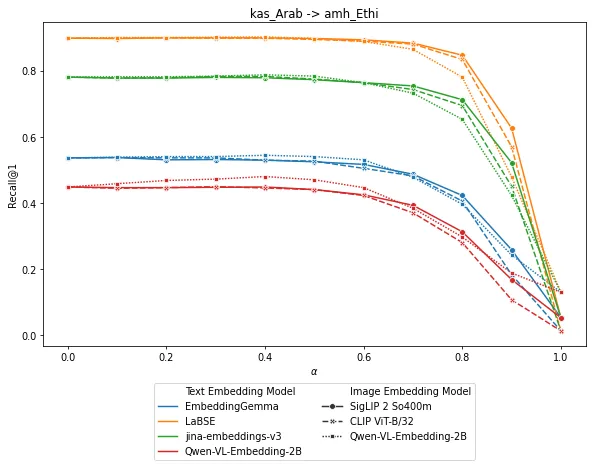 kas_Arab -> amh_Ethi
Recall@1
0.8
0.6
0.4
0.2
0.0
0.0 0.2 0.4 0.6 0.8 1.0
α
Text Embedding Model Image Embedding Model
EmbeddingGemma SigLIP 2 So400m
LaBSE CLIP ViT-B/32
jina-embeddings-v3 Qwen-VL-Embedding-2B
Qwen-VL-Embedding-2B